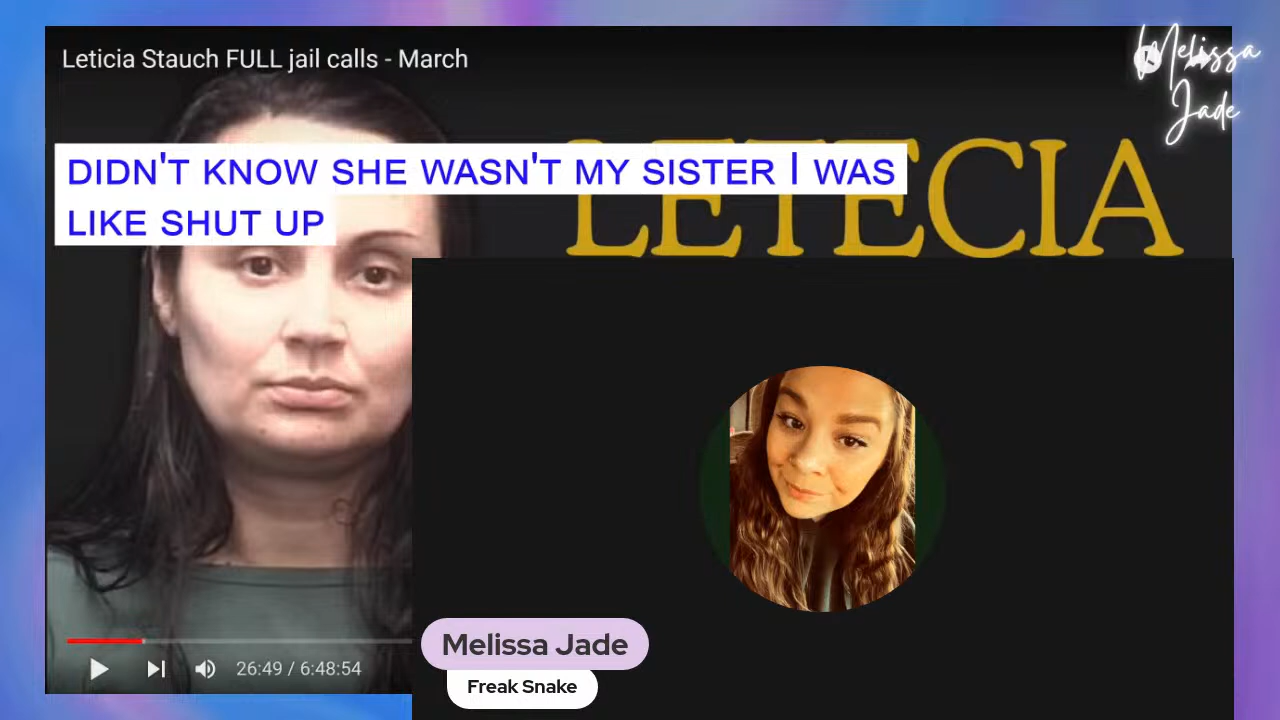 Leticia Stauch FULL jail calls - March
Melissa
Jade
DIDN'T KNOW SHE WASN'T MY SISTER I WAS
LIKE SHUT UP
LETECIA
Melissa Jade
Freak Snake
26:49 / 6:48:54